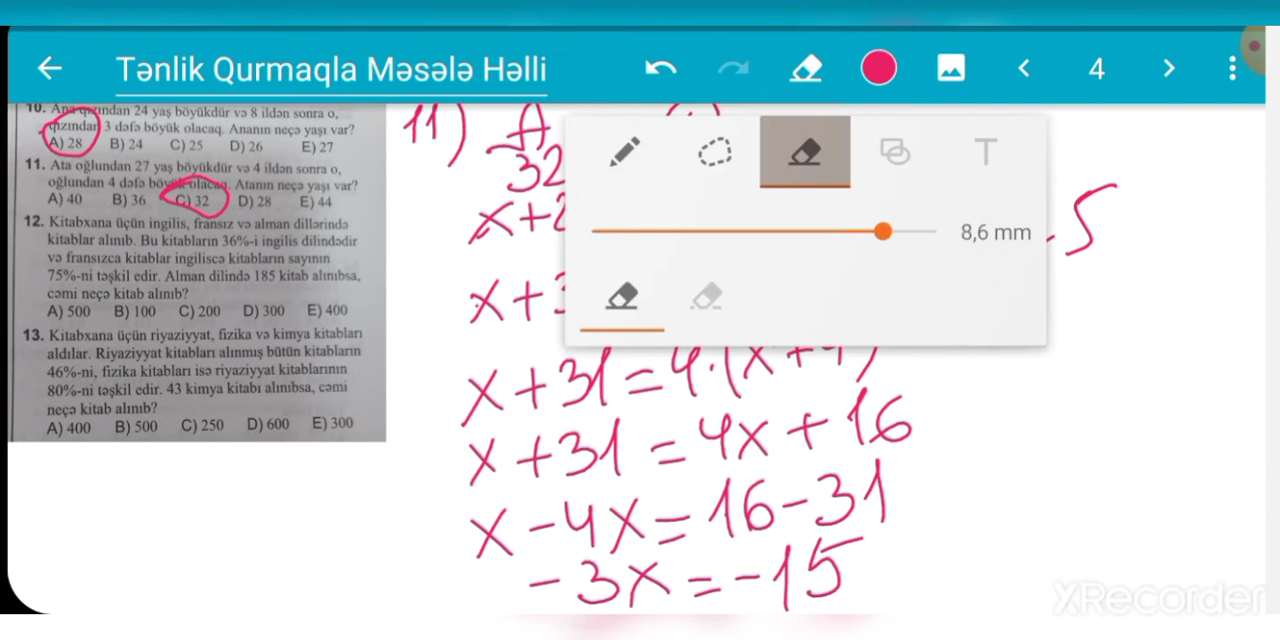 Tənlik Qurmaqla Məsələ Həlli
4
10. Ana qızından 24 yaş böyükdür və 8 ildən sonra o,
qızından 3 dəfə böyük olacaq. Ananın neçə yaşı var?
A) 28 B) 24 C) 25 D) 26 E) 27
11. Ata oğlundan 27 yaş böyükdür və 4 ildən sonra o,
oğlundan 4 dəfə böyük olacaq. Atanın neçə yaşı var?
A) 40 B) 36 C) 32 D) 28 E) 44
12. Kitabxana üçün ingilis, fransız və alman dillərində
kitablar alınıb. Bu kitabların 36%-i ingilis dilindədir
və fransızca kitablar ingiliscə kitabların sayının
75%-ni təşkil edir. Alman dilində 185 kitab alınıbsa,
cəmi neçə kitab alınıb?
A) 500 B) 100 C) 200 D) 300 E) 400
13. Kitabxana üçün riyaziyyat, fizika və kimya kitabları
aldılar. Riyaziyyat kitabları alınmış bütün kitabların
46%-ni, fizika kitabları isə riyaziyyat kitablarının
80%-ni təşkil edir. 43 kimya kitabı alınıbsa, cəmi
neçə kitab alınıb?
A) 400 B) 500 C) 250 D) 600 E) 300
11) A
32
x+2
x+3
T
8,6 mm
5
x+31=4·(x+4)
x+31=4x+16
x-4x=16-31
-3x=-15
XRecorder